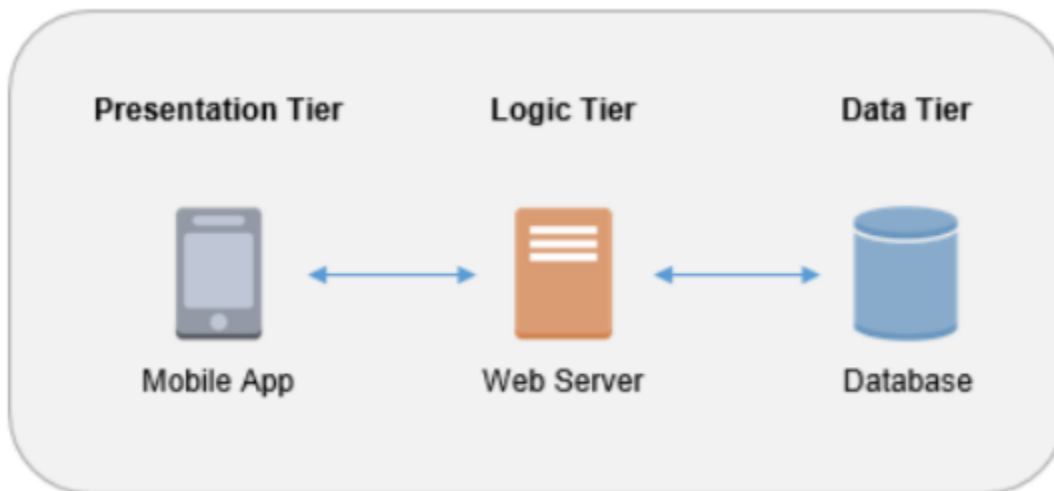 Presentation Tier
Logic Tier
Data Tier
Mobile App
Web Server
Database